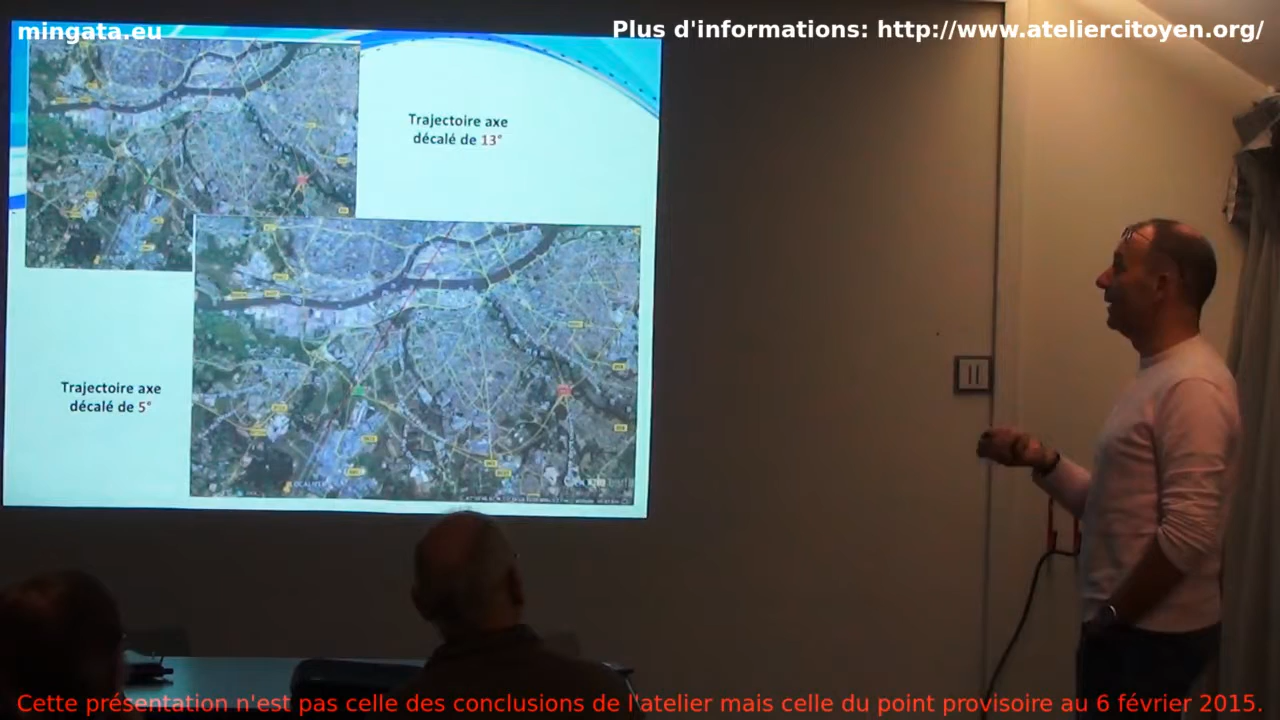 mingata.eu
Plus d'informations: http://www.ateliercitoyen.org/
Trajectoire axe
décalé de 13°
Trajectoire axe
décalé de 5°
Cette présentation n'est pas celle des conclusions de l'atelier mais celle du point provisoire au 6 février 2015.